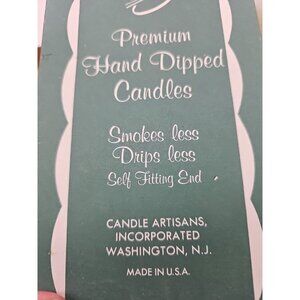 Premium
Hand Dipped
Candles
Smokes less
Drips less
Self Fitting End
CANDLE ARTISANS,
INCORPORATED
WASHINGTON, N.J.
MADE IN U.S.A.